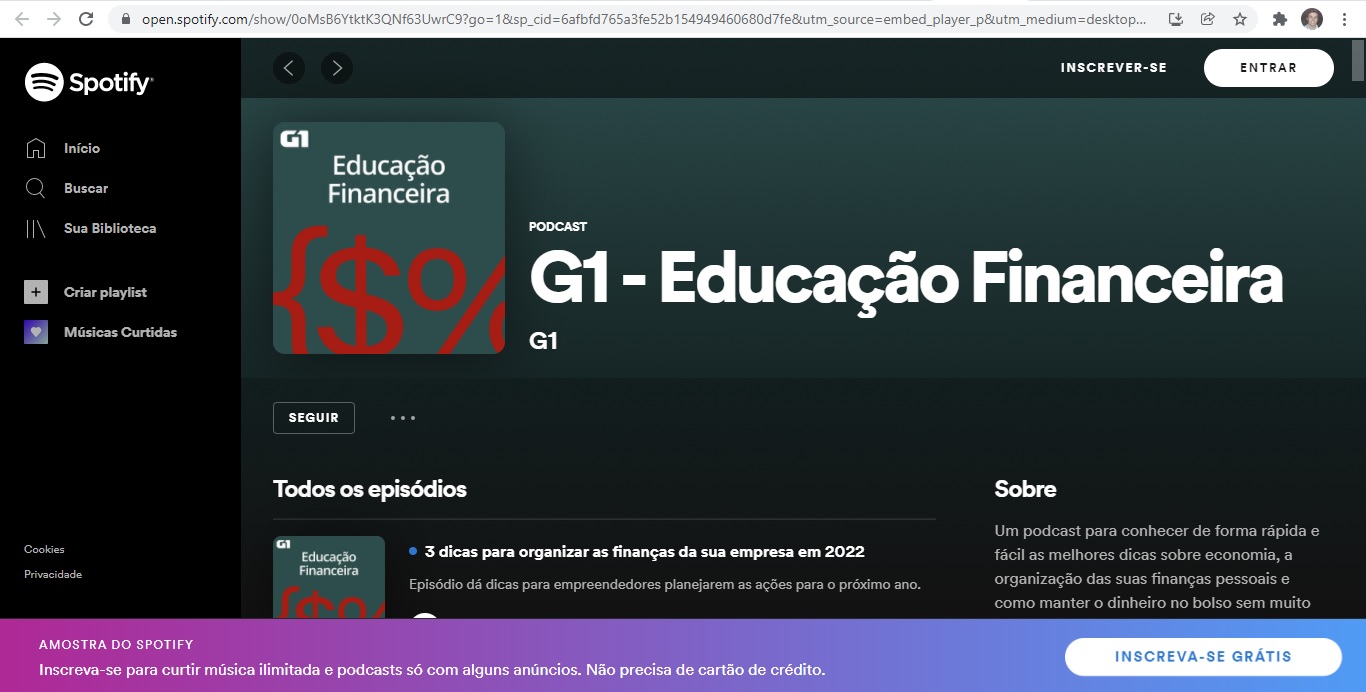 open.spotify.com/show/0oMsB6YtktK3QNf63UwrC9?go=1&sp_cid=6afbfd765a3fe52b154949460680d7fe&utm_source=embed_player_p&utm_medium=desktop...
Spotify
INSCREVER-SE
ENTRAR
Início
Buscar
Sua Biblioteca
Criar playlist
Músicas Curtidas
Cookies
Privacidade
G1
Educação
Financeira
{$%
PODCAST
G1 - Educação Financeira
G1
SEGUIR
Todos os episódios
G1
Educação
Financeira
{$%
3 dicas para organizar as finanças da sua empresa em 2022
Episódio dá dicas para empreendedores planejarem as ações para o próximo ano.
Sobre
Um podcast para conhecer de forma rápida e
fácil as melhores dicas sobre economia, a
organização das suas finanças pessoais e
como manter o dinheiro no bolso sem muito
AMOSTRA DO SPOTIFY
Inscreva-se para curtir música ilimitada e podcasts só com alguns anúncios. Não precisa de cartão de crédito.
INSCREVA-SE GRÁTIS